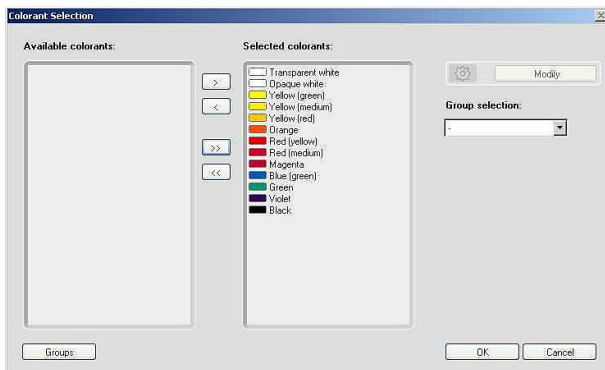 Colorant Selection
Available colorants:
Selected colorants:
>
<
>>
<<
Transparent white
Opaque white
Yellow (green)
Yellow (medium)
Yellow (red)
Orange
Red (yellow)
Red (medium)
Magenta
Blue (green)
Green
Violet
Black
Modify
Group selection:
-
Groups
OK
Cancel